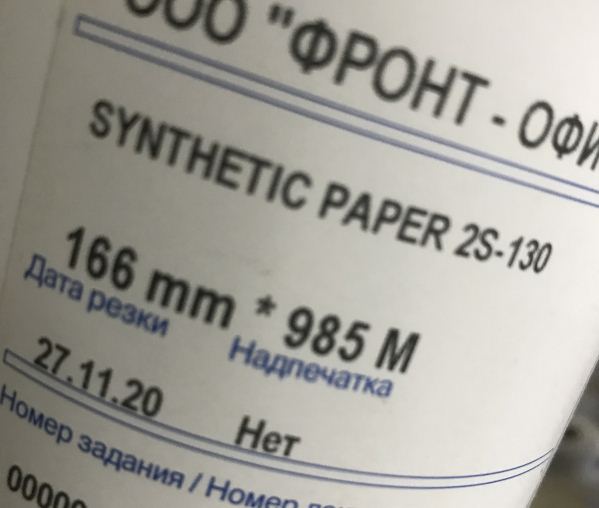 ООО "ФРОНТ - ОФИ
SYNTHETIC PAPER 2S-130
166 mm * 985 M
Дата резки Надпечатка
27.11.20 Нет
Номер задания / Номер
0000